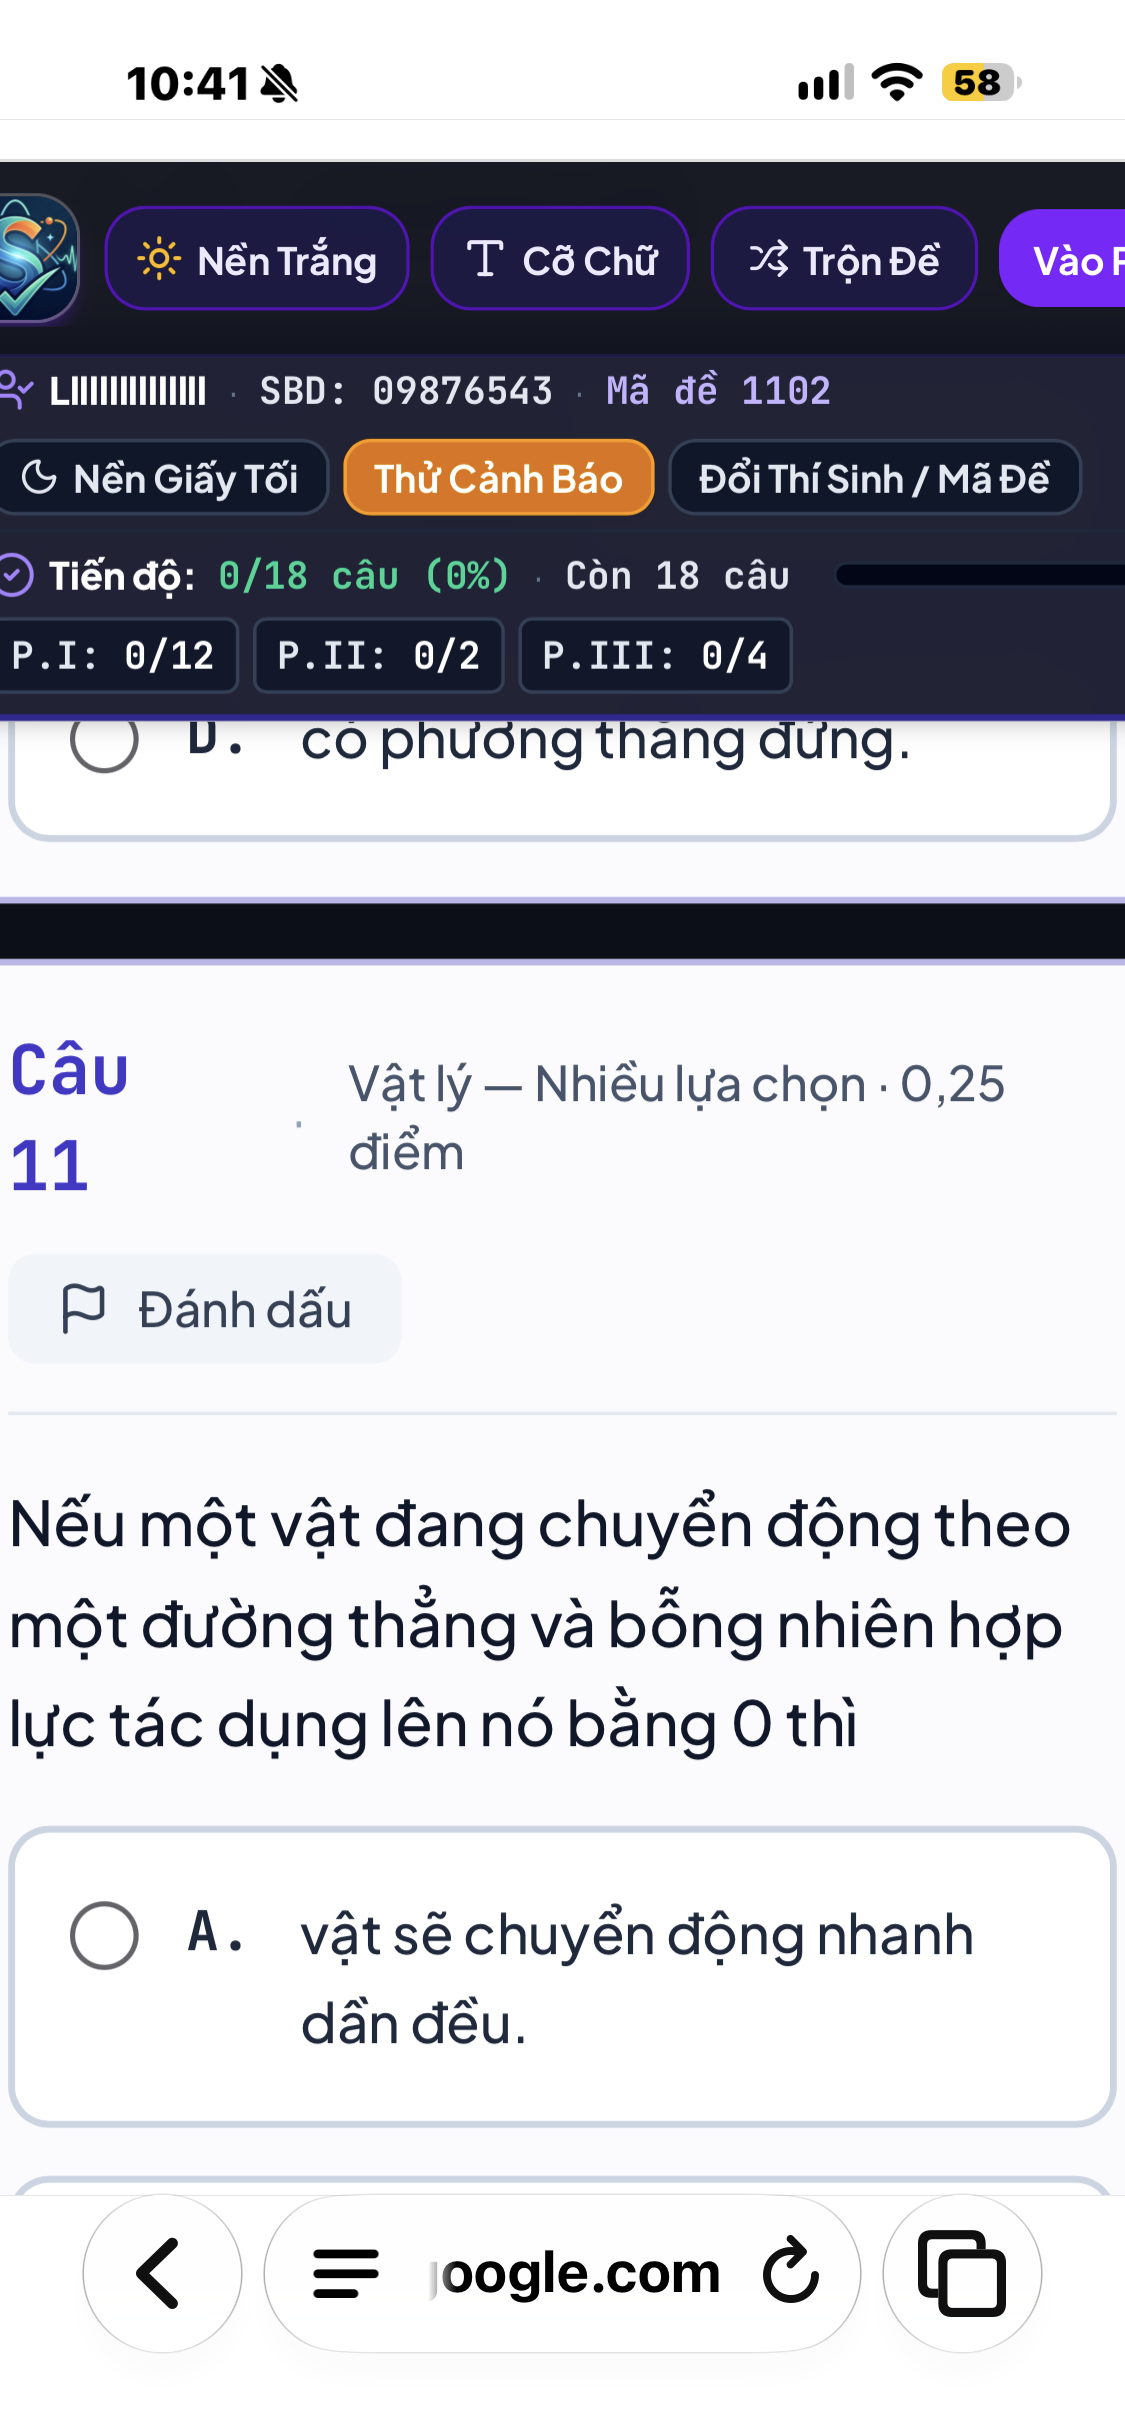 10:41
58
Nền Trắng
Cỡ Chữ
Trộn Đề
Vào
LIIIIIIIIIIIIII · SBD: 09876543 · Mã đề 1102
Nền Giấy Tối
Thử Cảnh Báo
Đổi Thí Sinh / Mã Đề
Tiến độ: 0/18 câu (0%) · Còn 18 câu
P.I: 0/12
P.II: 0/2
P.III: 0/4
D. có phương thẳng đứng.
Câu
11
· Vật lý — Nhiều lựa chọn · 0,25
điểm
Đánh dấu
Nếu một vật đang chuyển động theo
một đường thẳng và bỗng nhiên hợp
lực tác dụng lên nó bằng 0 thì
A. vật sẽ chuyển động nhanh
dần đều.
oogle.com